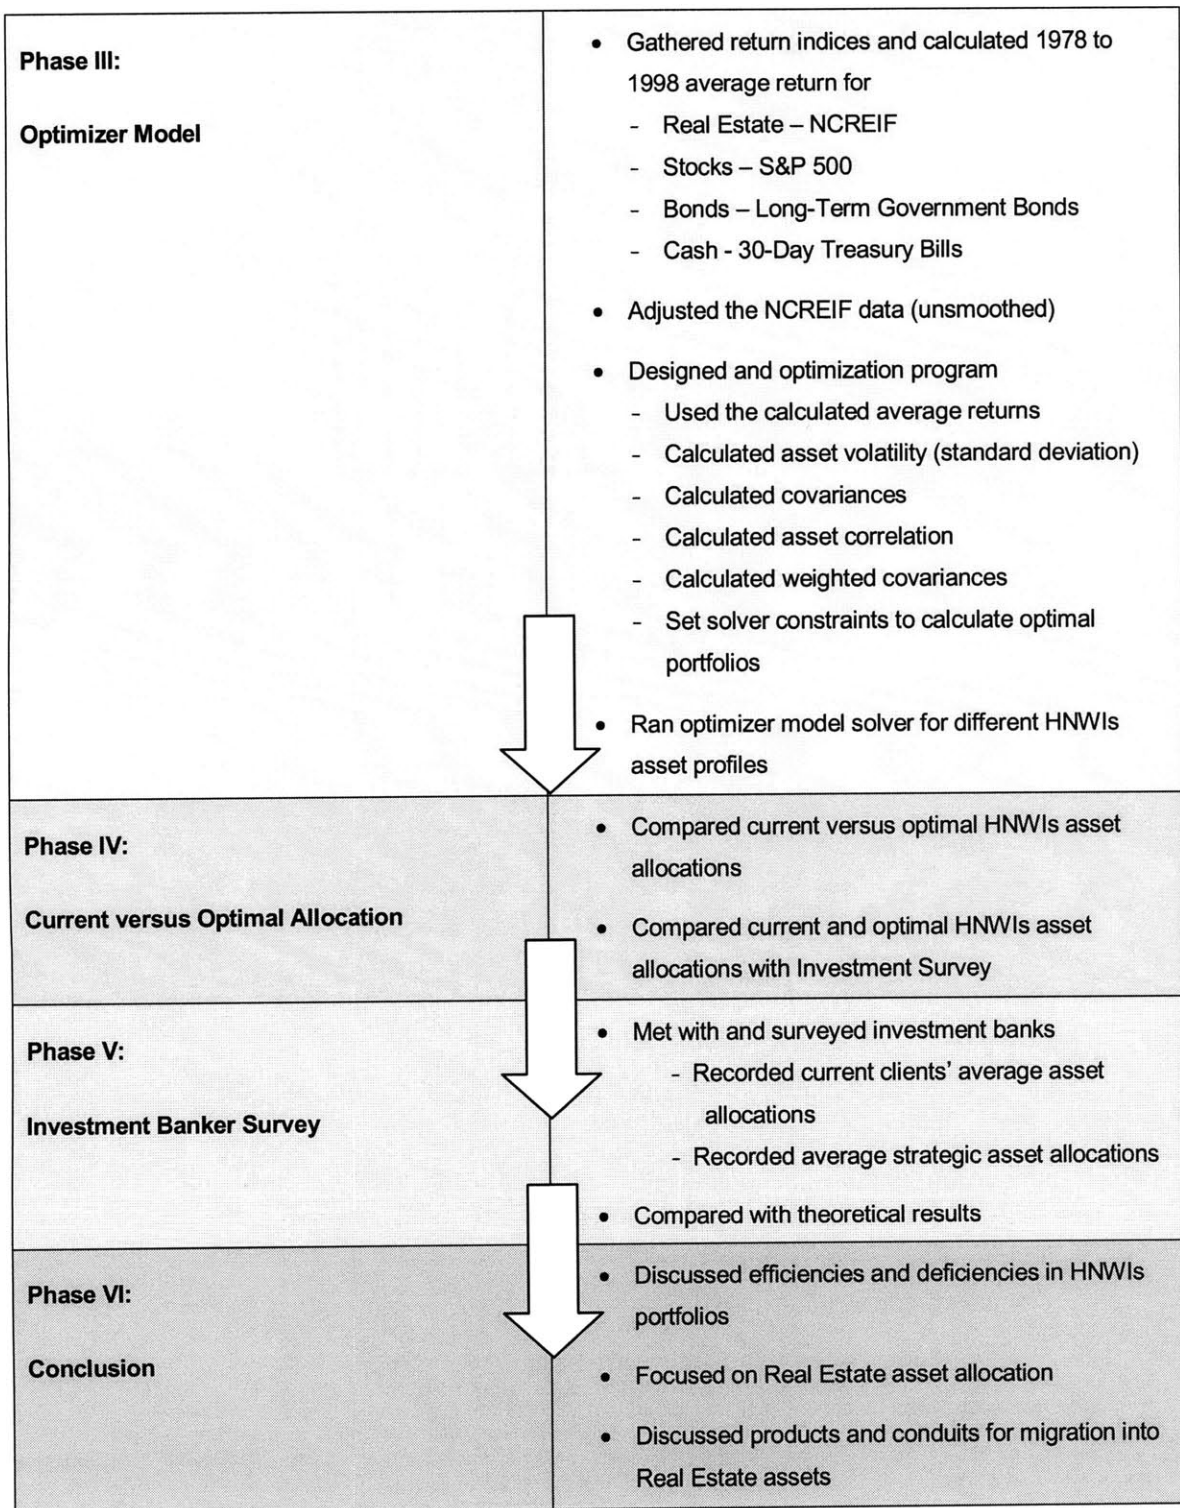 Phase III:
Optimizer Model
• Gathered return indices and calculated 1978 to
1998 average return for
- Real Estate – NCREIF
- Stocks – S&P 500
- Bonds – Long-Term Government Bonds
- Cash - 30-Day Treasury Bills
• Adjusted the NCREIF data (unsmoothed)
• Designed and optimization program
- Used the calculated average returns
- Calculated asset volatility (standard deviation)
- Calculated covariances
- Calculated asset correlation
- Calculated weighted covariances
- Set solver constraints to calculate optimal
portfolios
• Ran optimizer model solver for different HNWIs
asset profiles
Phase IV:
Current versus Optimal Allocation
• Compared current versus optimal HNWIs asset
allocations
• Compared current and optimal HNWIs asset
allocations with Investment Survey
Phase V:
Investment Banker Survey
• Met with and surveyed investment banks
- Recorded current clients’ average asset
allocations
- Recorded average strategic asset allocations
• Compared with theoretical results
Phase VI:
Conclusion
• Discussed efficiencies and deficiencies in HNWIs
portfolios
• Focused on Real Estate asset allocation
• Discussed products and conduits for migration into
Real Estate assets